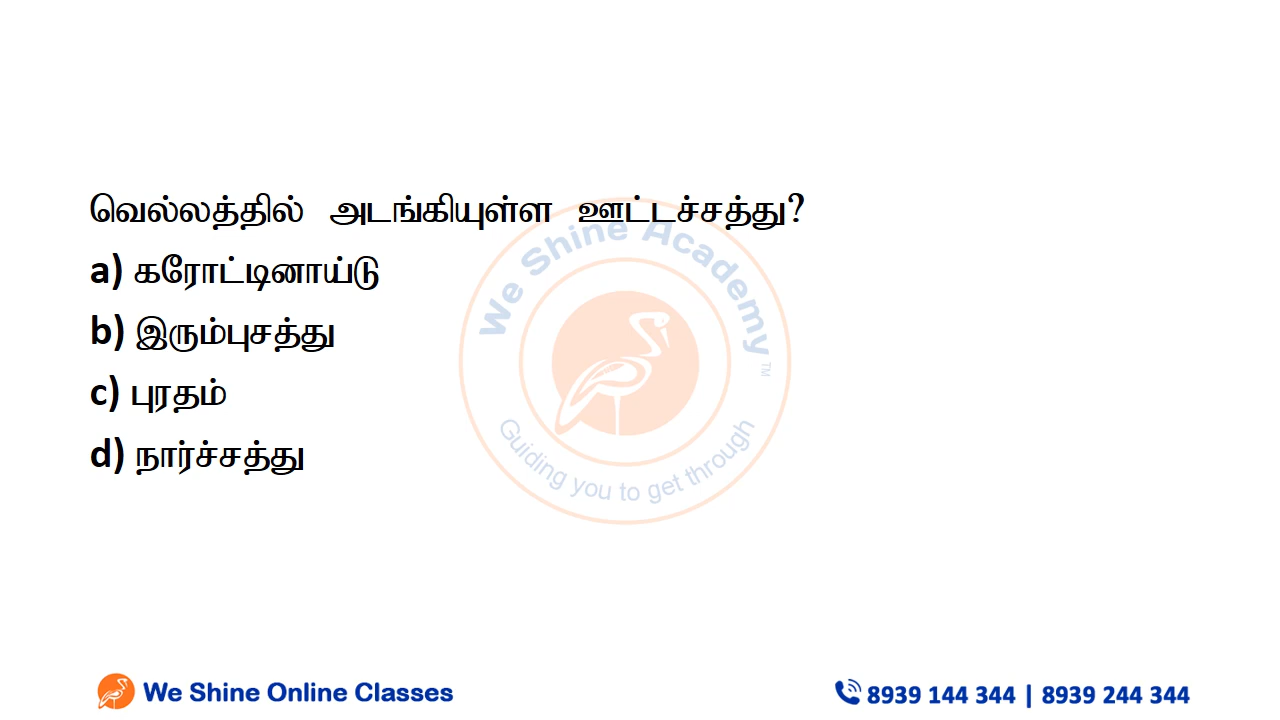 வெல்லத்தில் அடங்கியுள்ள ஊட்டச்சத்து?
a) கரோட்டினாய்டு
b) இரும்புசத்து
c) புரதம்
d) நார்ச்சத்து
We Shine Academy
TM
Guiding you to get through
We Shine Online Classes
8939 144 344 | 8939 244 344